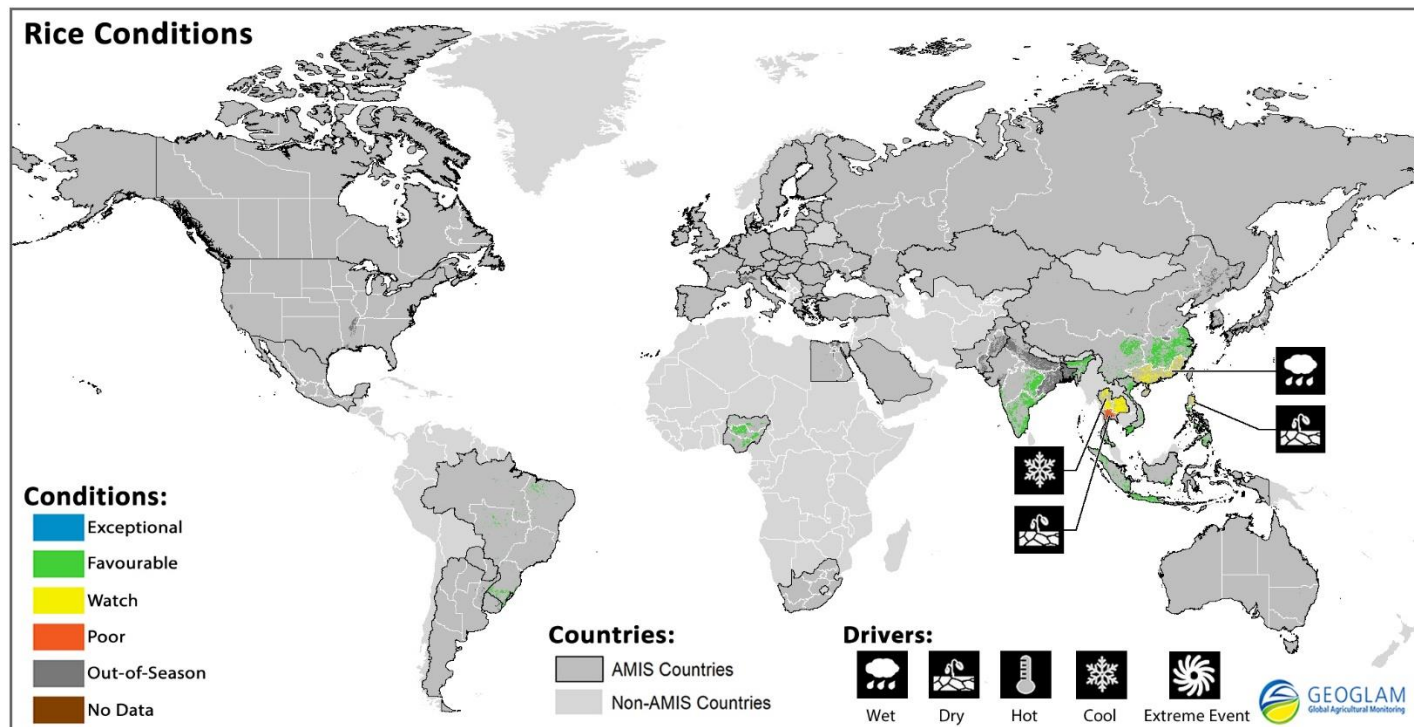 Rice Conditions
Conditions:
Exceptional
Favourable
Watch
Poor
Out-of-Season
No Data
Countries:
AMIS Countries
Non-AMIS Countries
Drivers:
Wet
Dry
Hot
Cool
Extreme Event
GEOGLAM
Global Agricultural Monitoring